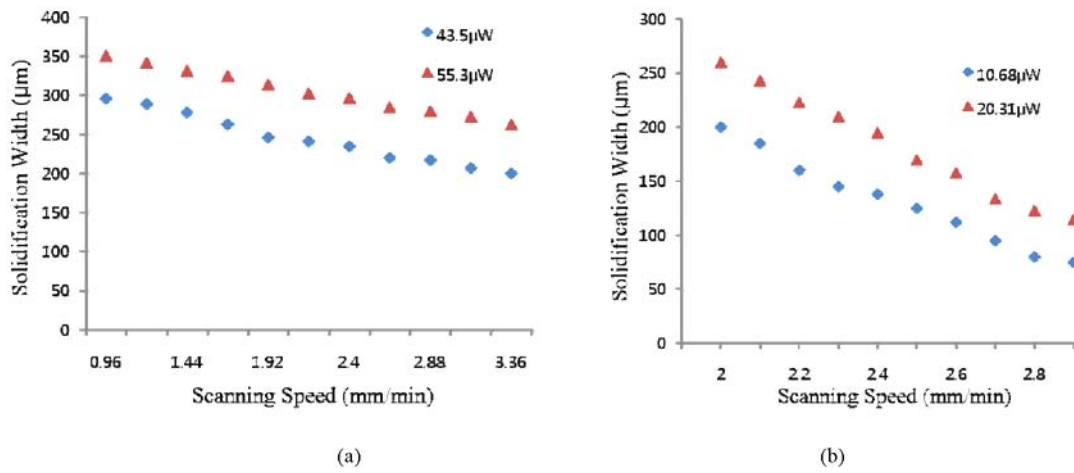 400
350
300
250
200
150
100
50
0
Solidification Width (µm)
43.5µW
55.3µW
0.96
1.44
1.92
2.4
2.88
3.36
Scanning Speed (mm/min)
(a)
300
250
200
150
100
50
0
Solidification Width (µm)
10.68µW
20.31µW
2
2.2
2.4
2.6
2.8
Scanning Speed (mm/min)
(b)